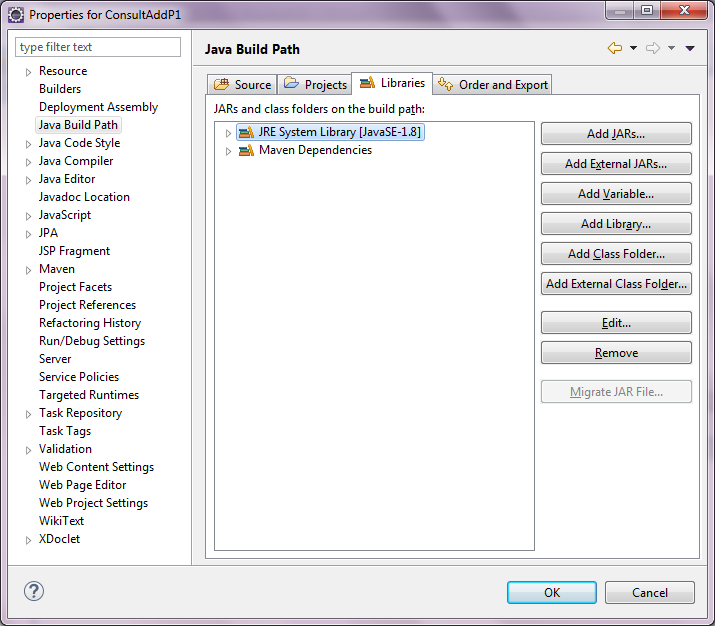 Properties for ConsultAddP1
type filter text
Resource
Builders
Deployment Assembly
Java Build Path
Java Code Style
Java Compiler
Java Editor
Javadoc Location
JavaScript
JPA
JSP Fragment
Maven
Project Facets
Project References
Refactoring History
Run/Debug Settings
Server
Service Policies
Targeted Runtimes
Task Repository
Task Tags
Validation
Web Content Settings
Web Page Editor
Web Project Settings
WikiText
XDoclet
Java Build Path
Source Projects Libraries Order and Export
JARs and class folders on the build path:
JRE System Library [JavaSE-1.8]
Maven Dependencies
Add JARs...
Add External JARs...
Add Variable...
Add Library...
Add Class Folder...
Add External Class Folder...
Edit...
Remove
Migrate JAR File...
?
OK Cancel